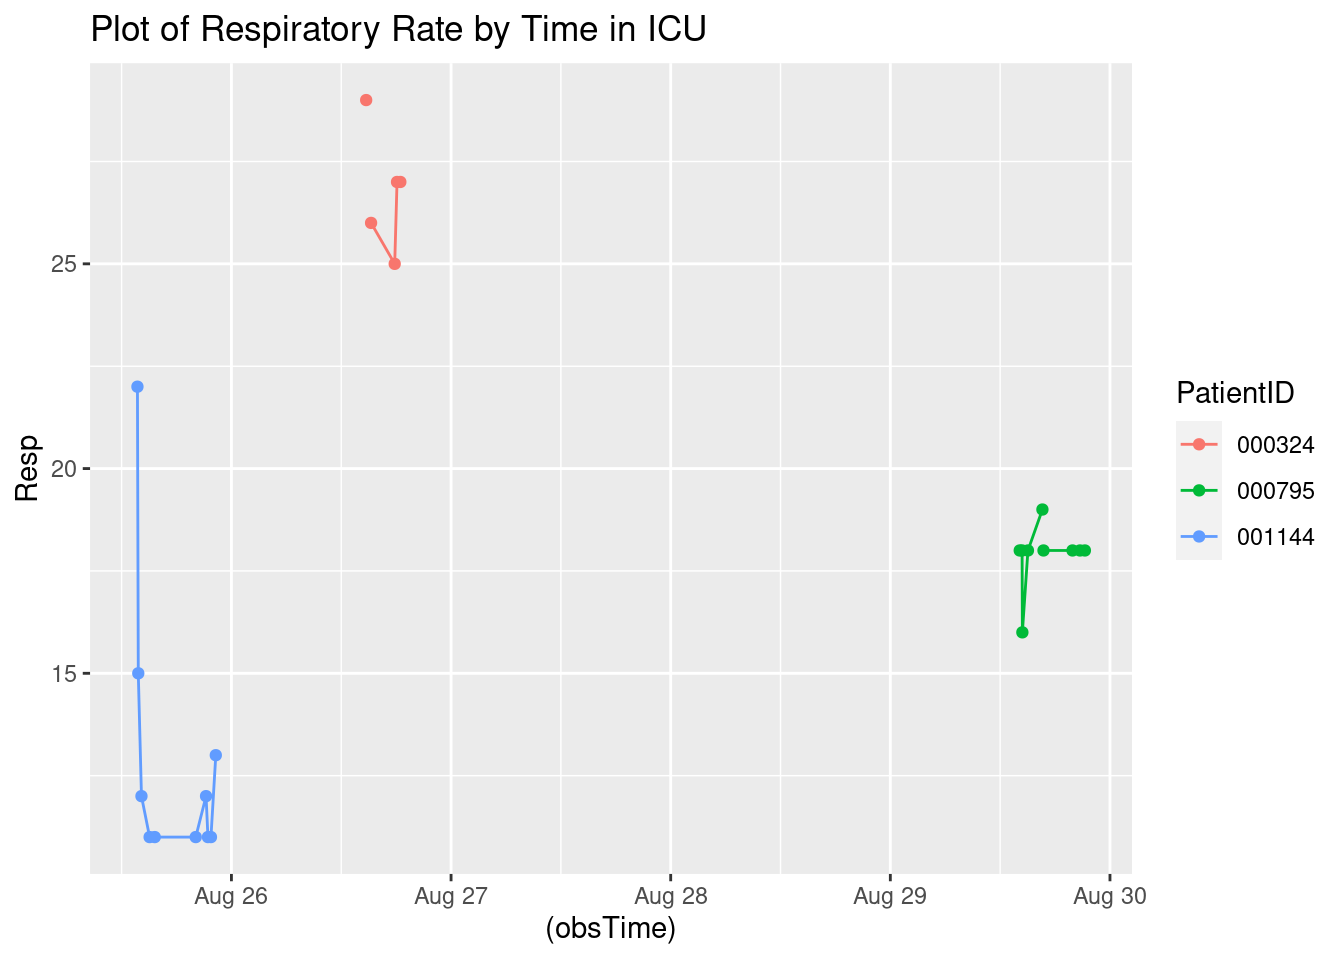 Plot of Respiratory Rate by Time in ICU
Resp
25
20
15
Aug 26
Aug 27
Aug 28
Aug 29
Aug 30
(obsTime)
PatientID
000324
000795
001144